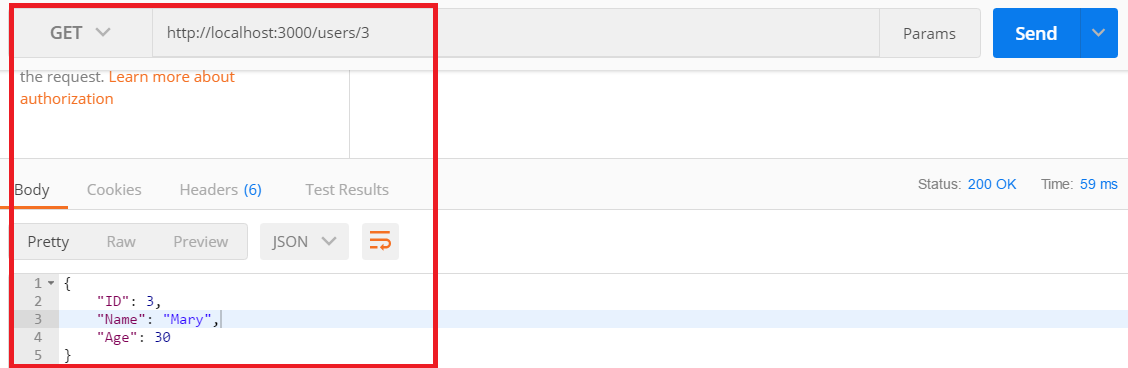 GET http://localhost:3000/users/3 Params Send
the request. Learn more about
authorization
Body Cookies Headers (6) Test Results Status: 200 OK Time: 59 ms
Pretty Raw Preview JSON
1 {
2 "ID": 3,
3 "Name": "Mary",
4 "Age": 30
5 }